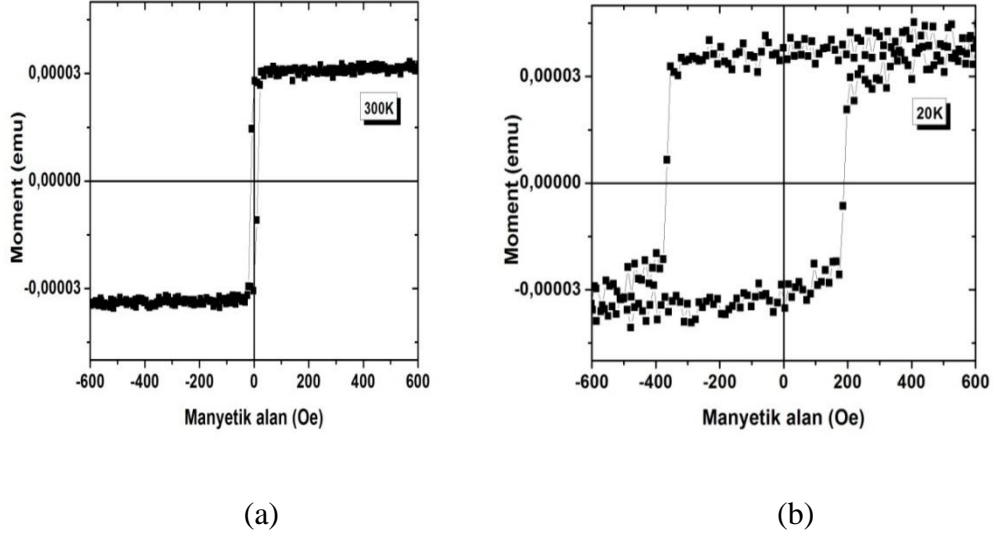 0,00003
0,00000
-0,00003
Moment (emu)
300K
-600 -400 -200 0 200 400 600
Manyetik alan (Oe)
(a)
0,00003
0,00000
-0,00003
Moment (emu)
20K
-600 -400 -200 0 200 400 600
Manyetik alan (Oe)
(b)